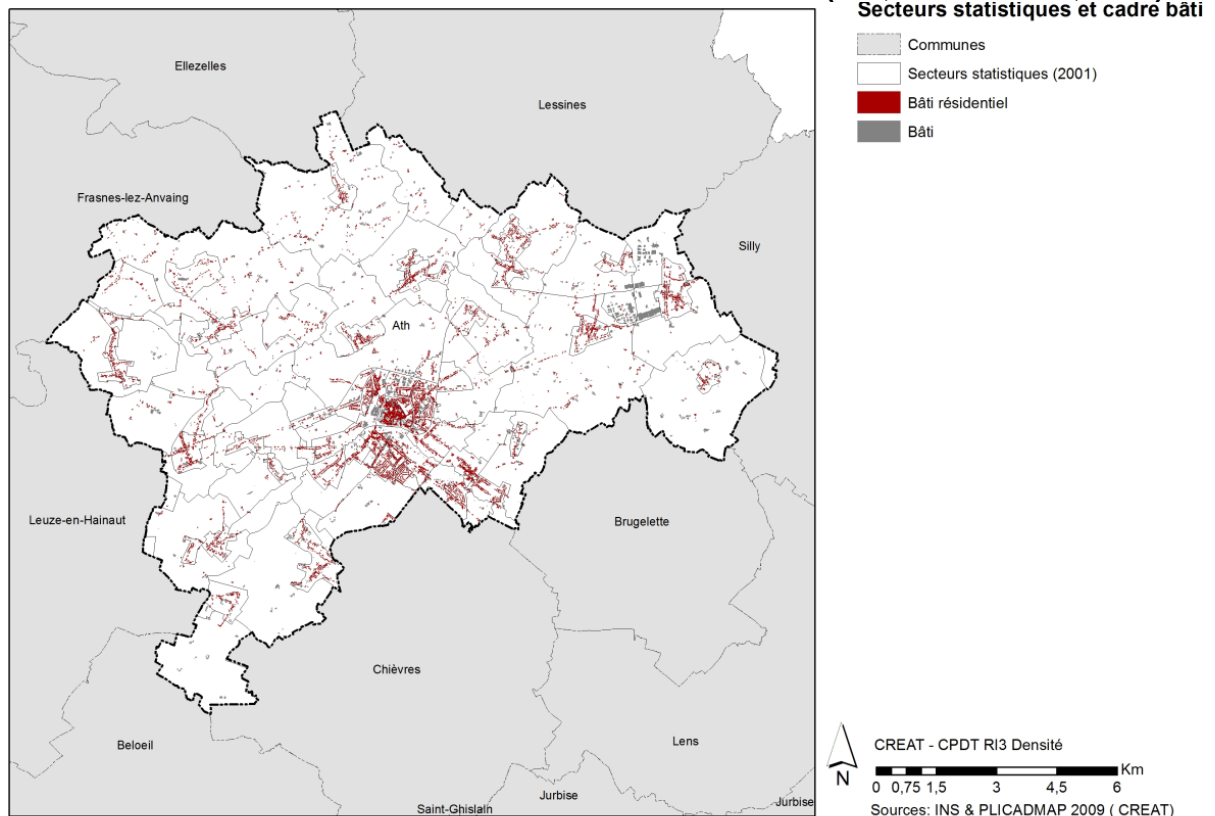 Secteurs statistiques et cadre bâti
Communes
Secteurs statistiques (2001)
Bâti résidentiel
Bâti
Ellezelles
Lessines
Frasnes-lez-Anvaing
Silly
Ath
Leuze-en-Hainaut
Brugelette
Chièvres
Beloeil
Lens
Jurbise
Jurbise
Saint-Ghislain
N
CREAT - CPDT RI3 Densité
Km
0 0,75 1,5 3 4,5 6
Sources: INS & PLICADMAP 2009 ( CREAT)